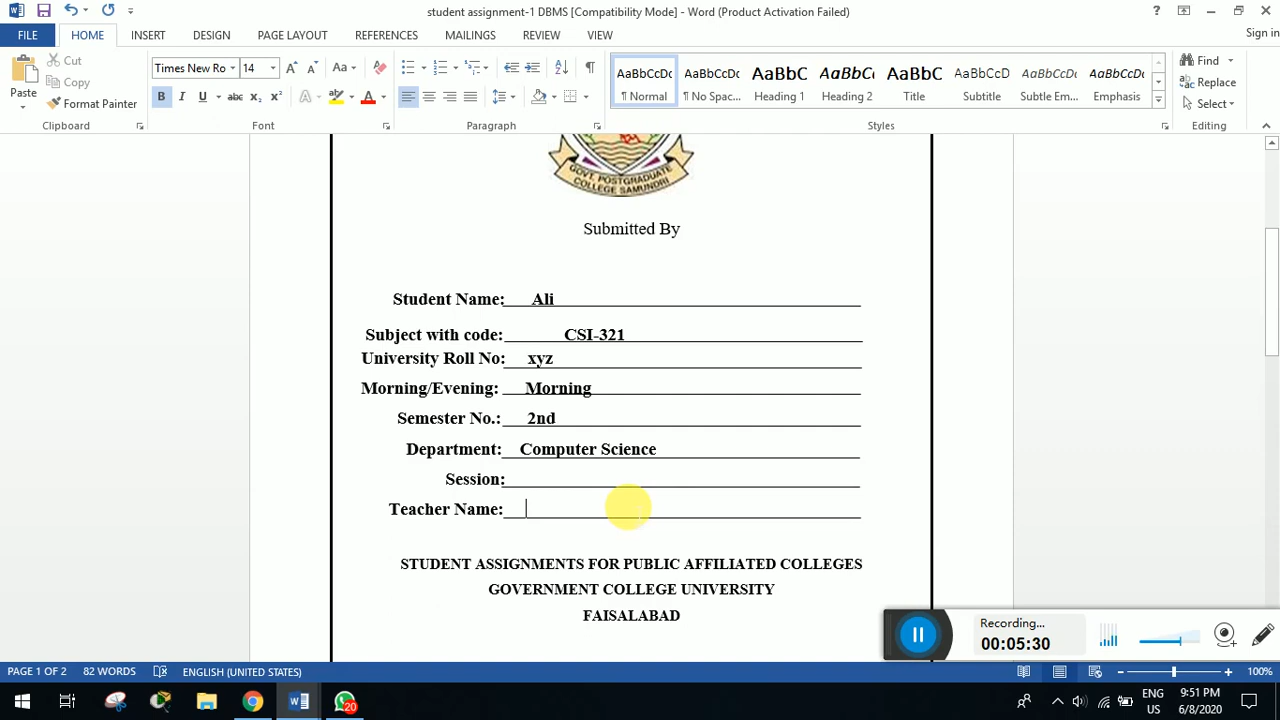 student assignment-1 DBMS [Compatibility Mode] - Word (Product Activation Failed)
FILE HOME INSERT DESIGN PAGE LAYOUT REFERENCES MAILINGS REVIEW VIEW Sign in
Paste
Cut
Copy
Format Painter
Clipboard
Times New Ro 14
Font
Paragraph
AaBbCcDc AaBbCcDc AaBbC AaBbCc AaBbC AaBbCcD AaBbCcDc AaBbCcDc
¶ Normal ¶ No Spac... Heading 1 Heading 2 Title Subtitle Subtle Em... Emphasis
Styles
Find
Replace
Select
Editing
GOVT. POSTGRADUATE
COLLEGE SAMUNDRI
Submitted By
Student Name: Ali
Subject with code: CSI-321
University Roll No: xyz
Morning/Evening: Morning
Semester No.: 2nd
Department: Computer Science
Session:
Teacher Name:
STUDENT ASSIGNMENTS FOR PUBLIC AFFILIATED COLLEGES
GOVERNMENT COLLEGE UNIVERSITY
FAISALABAD
Recording...
00:05:30
PAGE 1 OF 2 82 WORDS ENGLISH (UNITED STATES) 100%
20
ENG
US
9:51 PM
6/8/2020